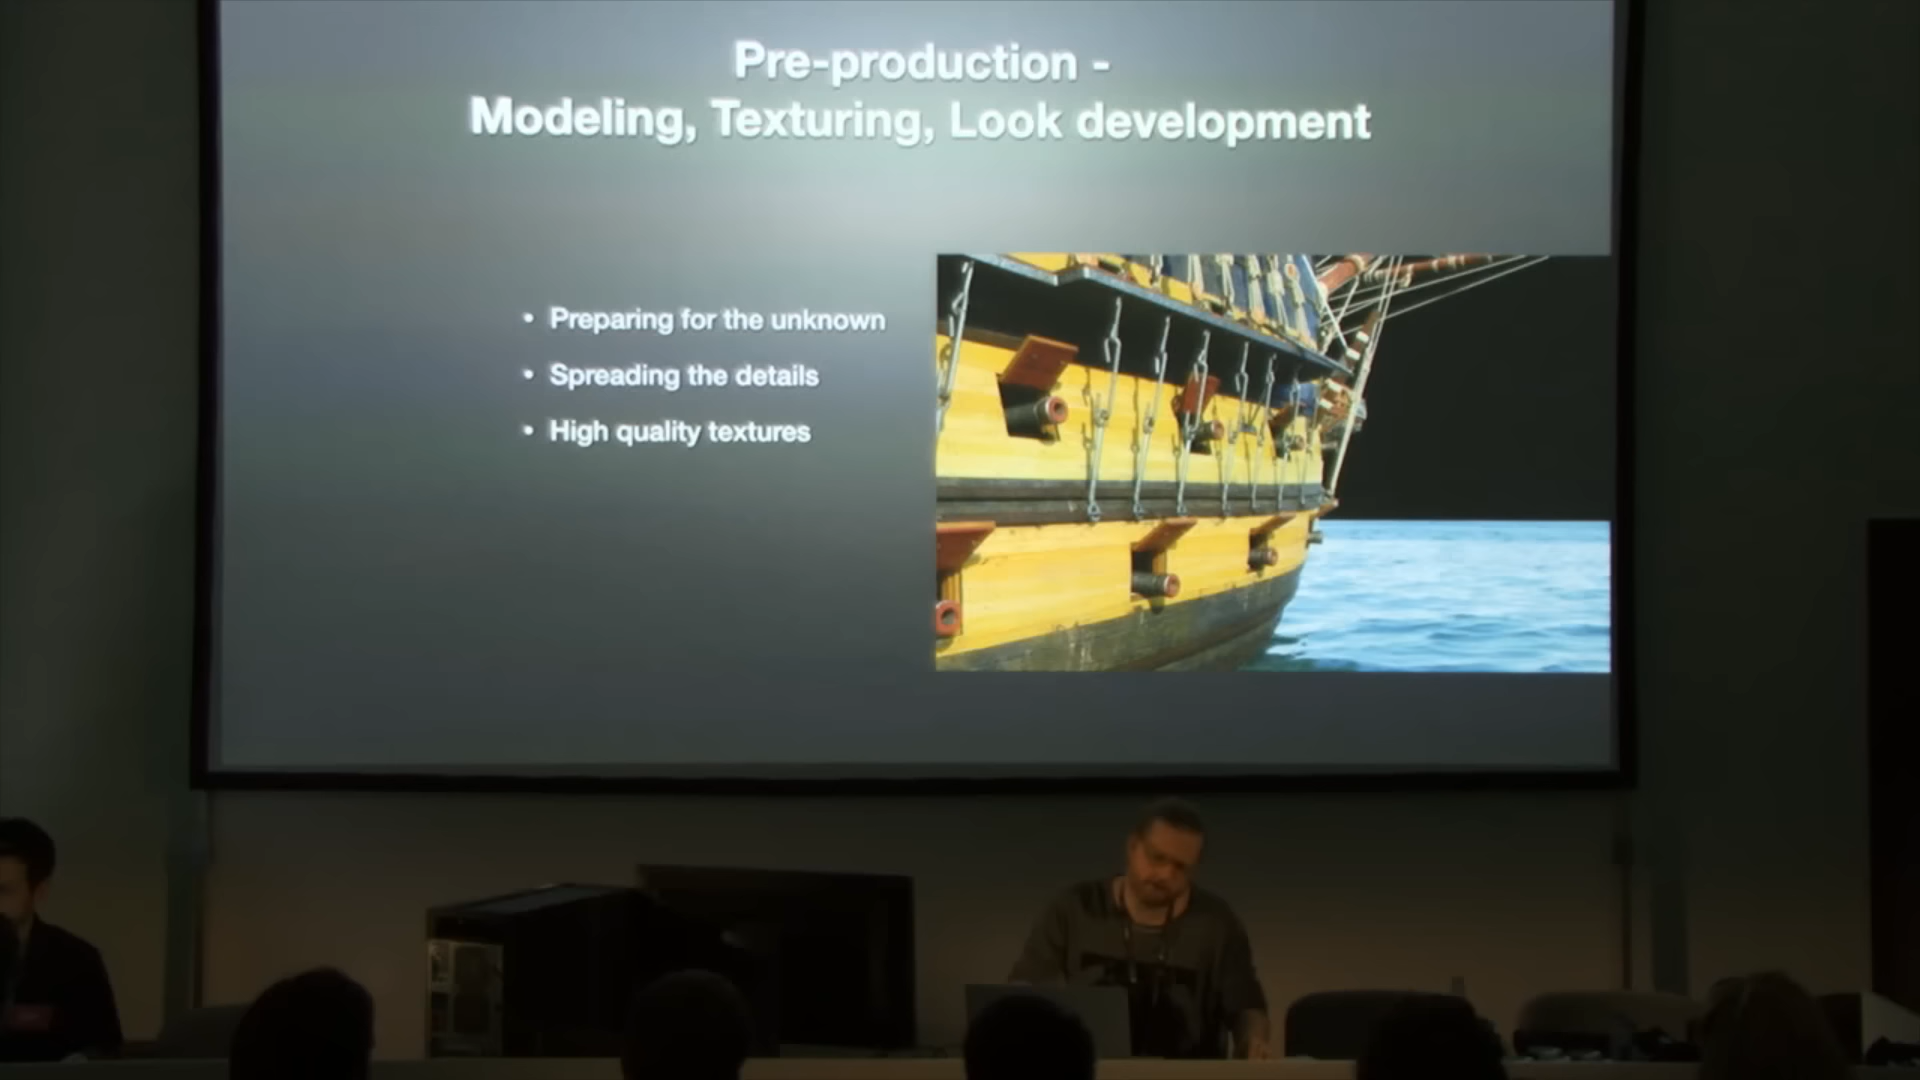 Pre-production -
Modeling, Texturing, Look development
• Preparing for the unknown
• Spreading the details
• High quality textures